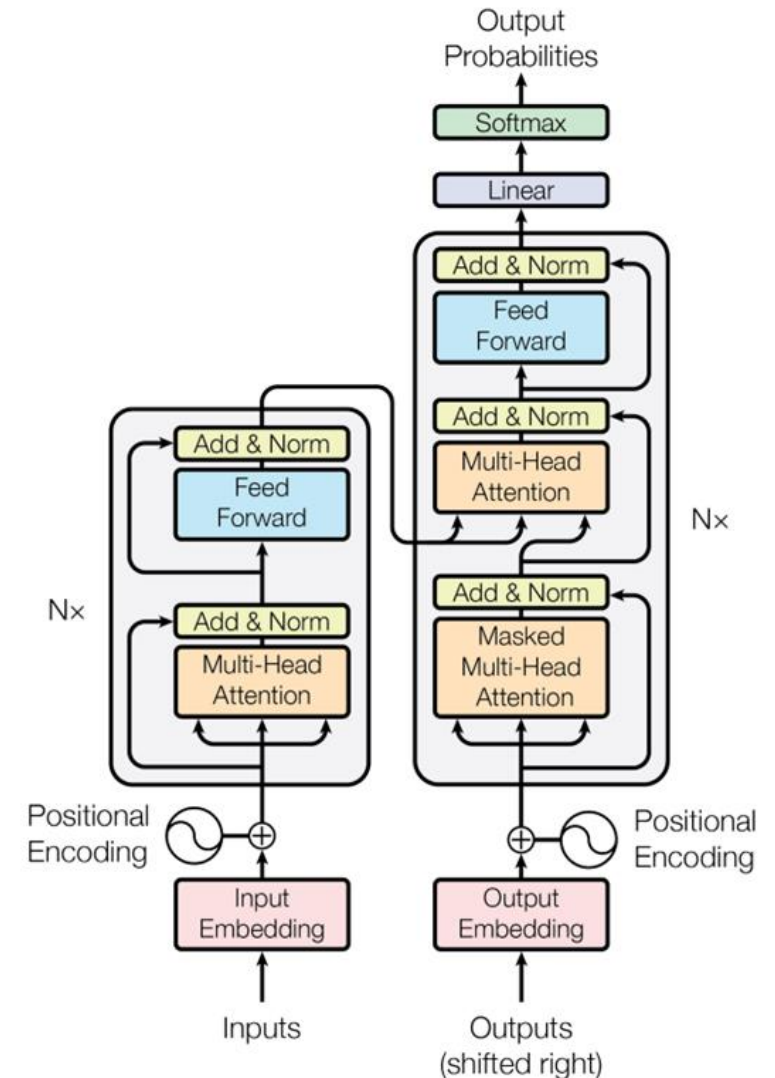 Output
Probabilities
Softmax
Linear
Add & Norm
Feed
Forward
Add & Norm
Multi-Head
Attention
Add & Norm
Masked
Multi-Head
Attention
N×
Add & Norm
Feed
Forward
Add & Norm
Multi-Head
Attention
N×
Positional
Encoding
Input
Embedding
Inputs
Positional
Encoding
Output
Embedding
Outputs
(shifted right)